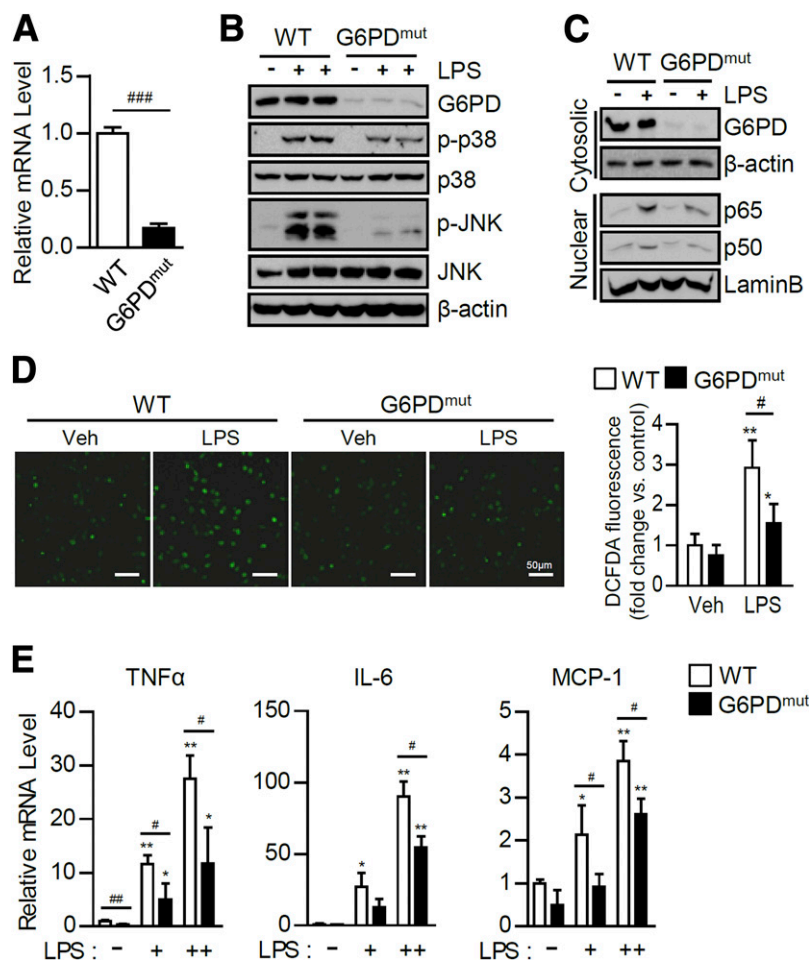 A
Relative mRNA Level
1.5
1.0
0.5
0.0
###
WT
G6PDmut
B
WT G6PDmut
- + + - + + LPS
G6PD
p-p38
p38
p-JNK
JNK
β-actin
C
WT G6PDmut
- + - + LPS
Cytosolic
G6PD
β-actin
Nuclear
p65
p50
LaminB
D
WT G6PDmut
Veh LPS Veh LPS
50μm
WT G6PDmut
DCFDA fluorescence
(fold change vs. control)
4
3
2
1
0
#
**
*
Veh LPS
E
WT
G6PDmut
TNFα
Relative mRNA Level
40
30
20
10
0
##
#
**
*
#
**
*
LPS : - + ++
IL-6
150
100
50
0
*
#
**
**
LPS : - + ++
MCP-1
5
4
3
2
1
0
#
*
#
**
**
LPS : - + ++